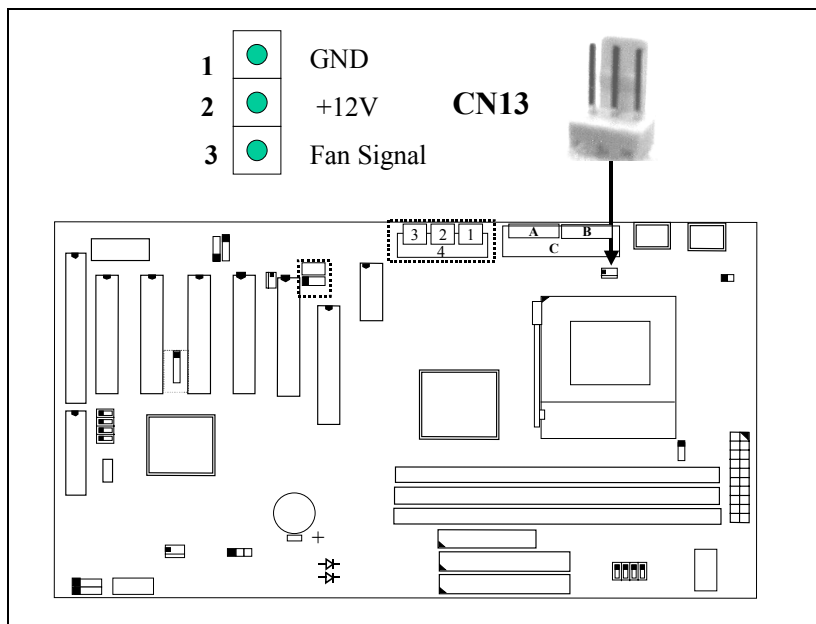 1 GND
2 +12V CN13
3 Fan Signal
3 2 1 A B
4 C
+